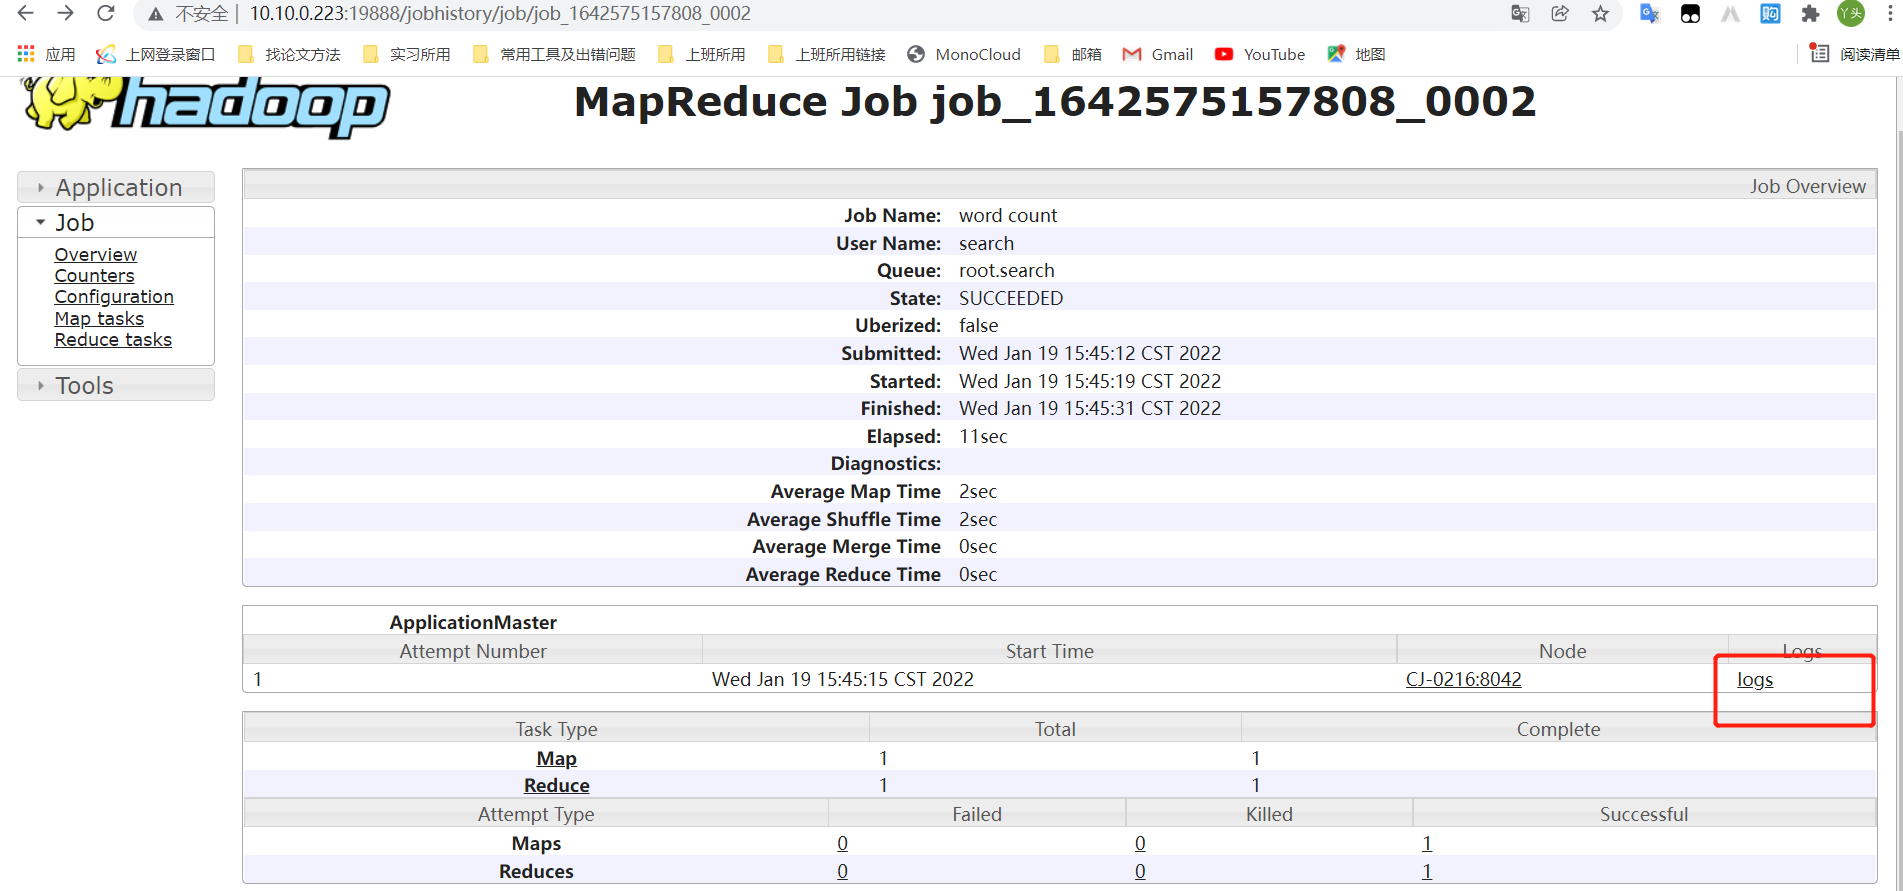 不安全 | 10.10.0.223:19888/jobhistory/job/job_1642575157808_0002
应用 上网登录窗口 找论文方法 实习所用 常用工具及出错问题 上班所用 上班所用链接 MonoCloud 邮箱 Gmail YouTube 地图 阅读清单
hadoop
MapReduce Job job_1642575157808_0002
Application
Job
Overview
Counters
Configuration
Map tasks
Reduce tasks
Tools
Job Overview
Job Name: word count
User Name: search
Queue: root.search
State: SUCCEEDED
Uberized: false
Submitted: Wed Jan 19 15:45:12 CST 2022
Started: Wed Jan 19 15:45:19 CST 2022
Finished: Wed Jan 19 15:45:31 CST 2022
Elapsed: 11sec
Diagnostics:
Average Map Time 2sec
Average Shuffle Time 2sec
Average Merge Time 0sec
Average Reduce Time 0sec
ApplicationMaster
Attempt Number Start Time Node Logs
1 Wed Jan 19 15:45:15 CST 2022 CJ-0216:8042 logs
Task Type Total Complete
Map 1 1
Reduce 1 1
Attempt Type Failed Killed Successful
Maps 0 0 1
Reduces 0 0 1